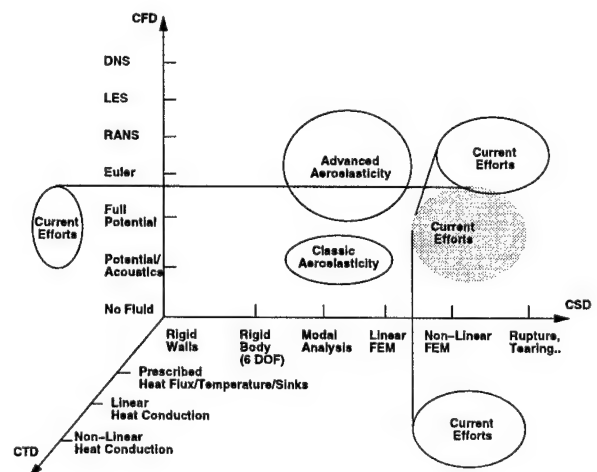 CFD
DNS
LES
RANS
Euler
Full
Potential
Potential/
Acoustics
No Fluid
Advanced
Aeroelasticity
Classic
Aeroelasticity
Current
Efforts
Current
Efforts
Current
Efforts
Current
Efforts
CSD
Rigid
Walls
Rigid
Body
(6 DOF)
Modal
Analysis
Linear
FEM
Non-Linear
FEM
Rupture,
Tearing..
Prescribed
Heat Flux/Temperature/Sinks
Linear
Heat Conduction
Non-Linear
Heat Conduction
CTD